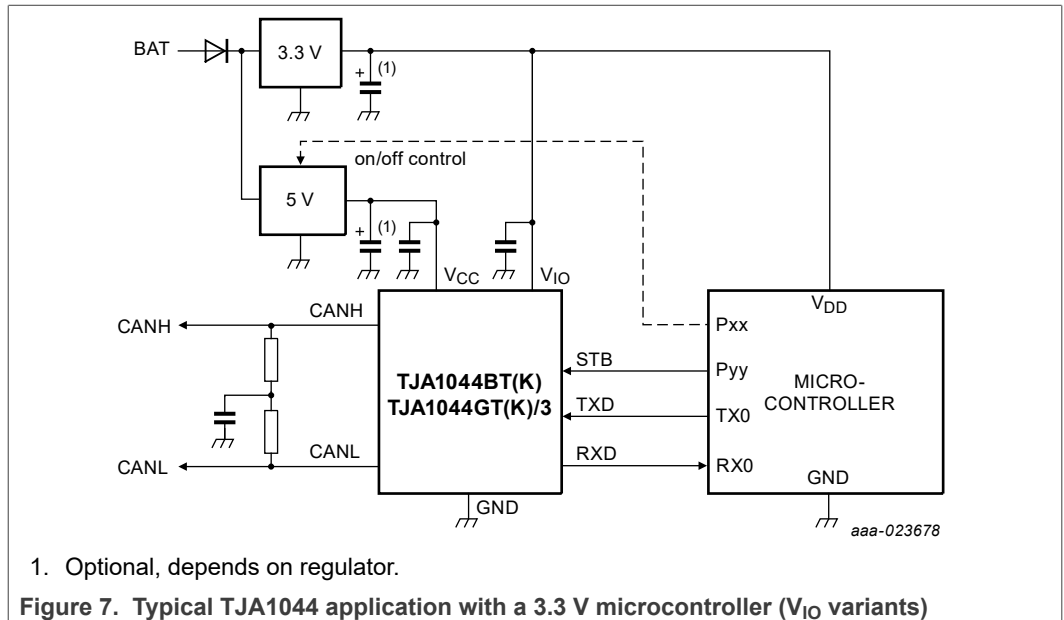 BAT
3.3 V
+
(1)
on/off control
5 V
+
(1)
VCC
VIO
VDD
CANH
CANH
Pxx
STB
Pyy
TJA1044BT(K)
TJA1044GT(K)/3
MICRO-
CONTROLLER
TXD
TX0
CANL
CANL
RXD
RX0
GND
GND
aaa-023678
1. Optional, depends on regulator.
Figure 7. Typical TJA1044 application with a 3.3 V microcontroller (VIO variants)